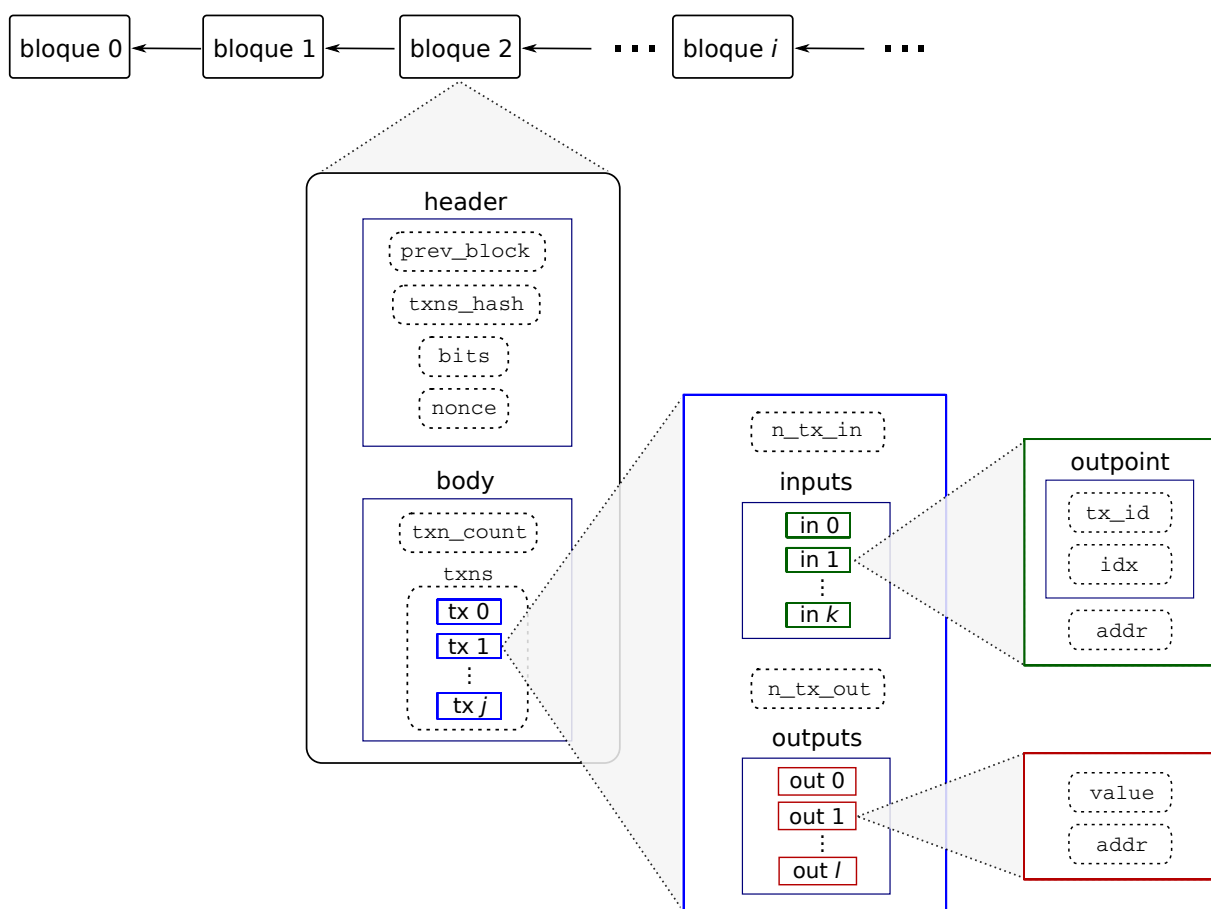 bloque 0
bloque 1
bloque 2
...
bloque i
...
header
prev_block
txns_hash
bits
nonce
body
txn_count
txns
tx 0
tx 1
⋮
tx j
n_tx_in
inputs
in 0
in 1
⋮
in k
n_tx_out
outputs
out 0
out 1
⋮
out l
outpoint
tx_id
idx
addr
value
addr